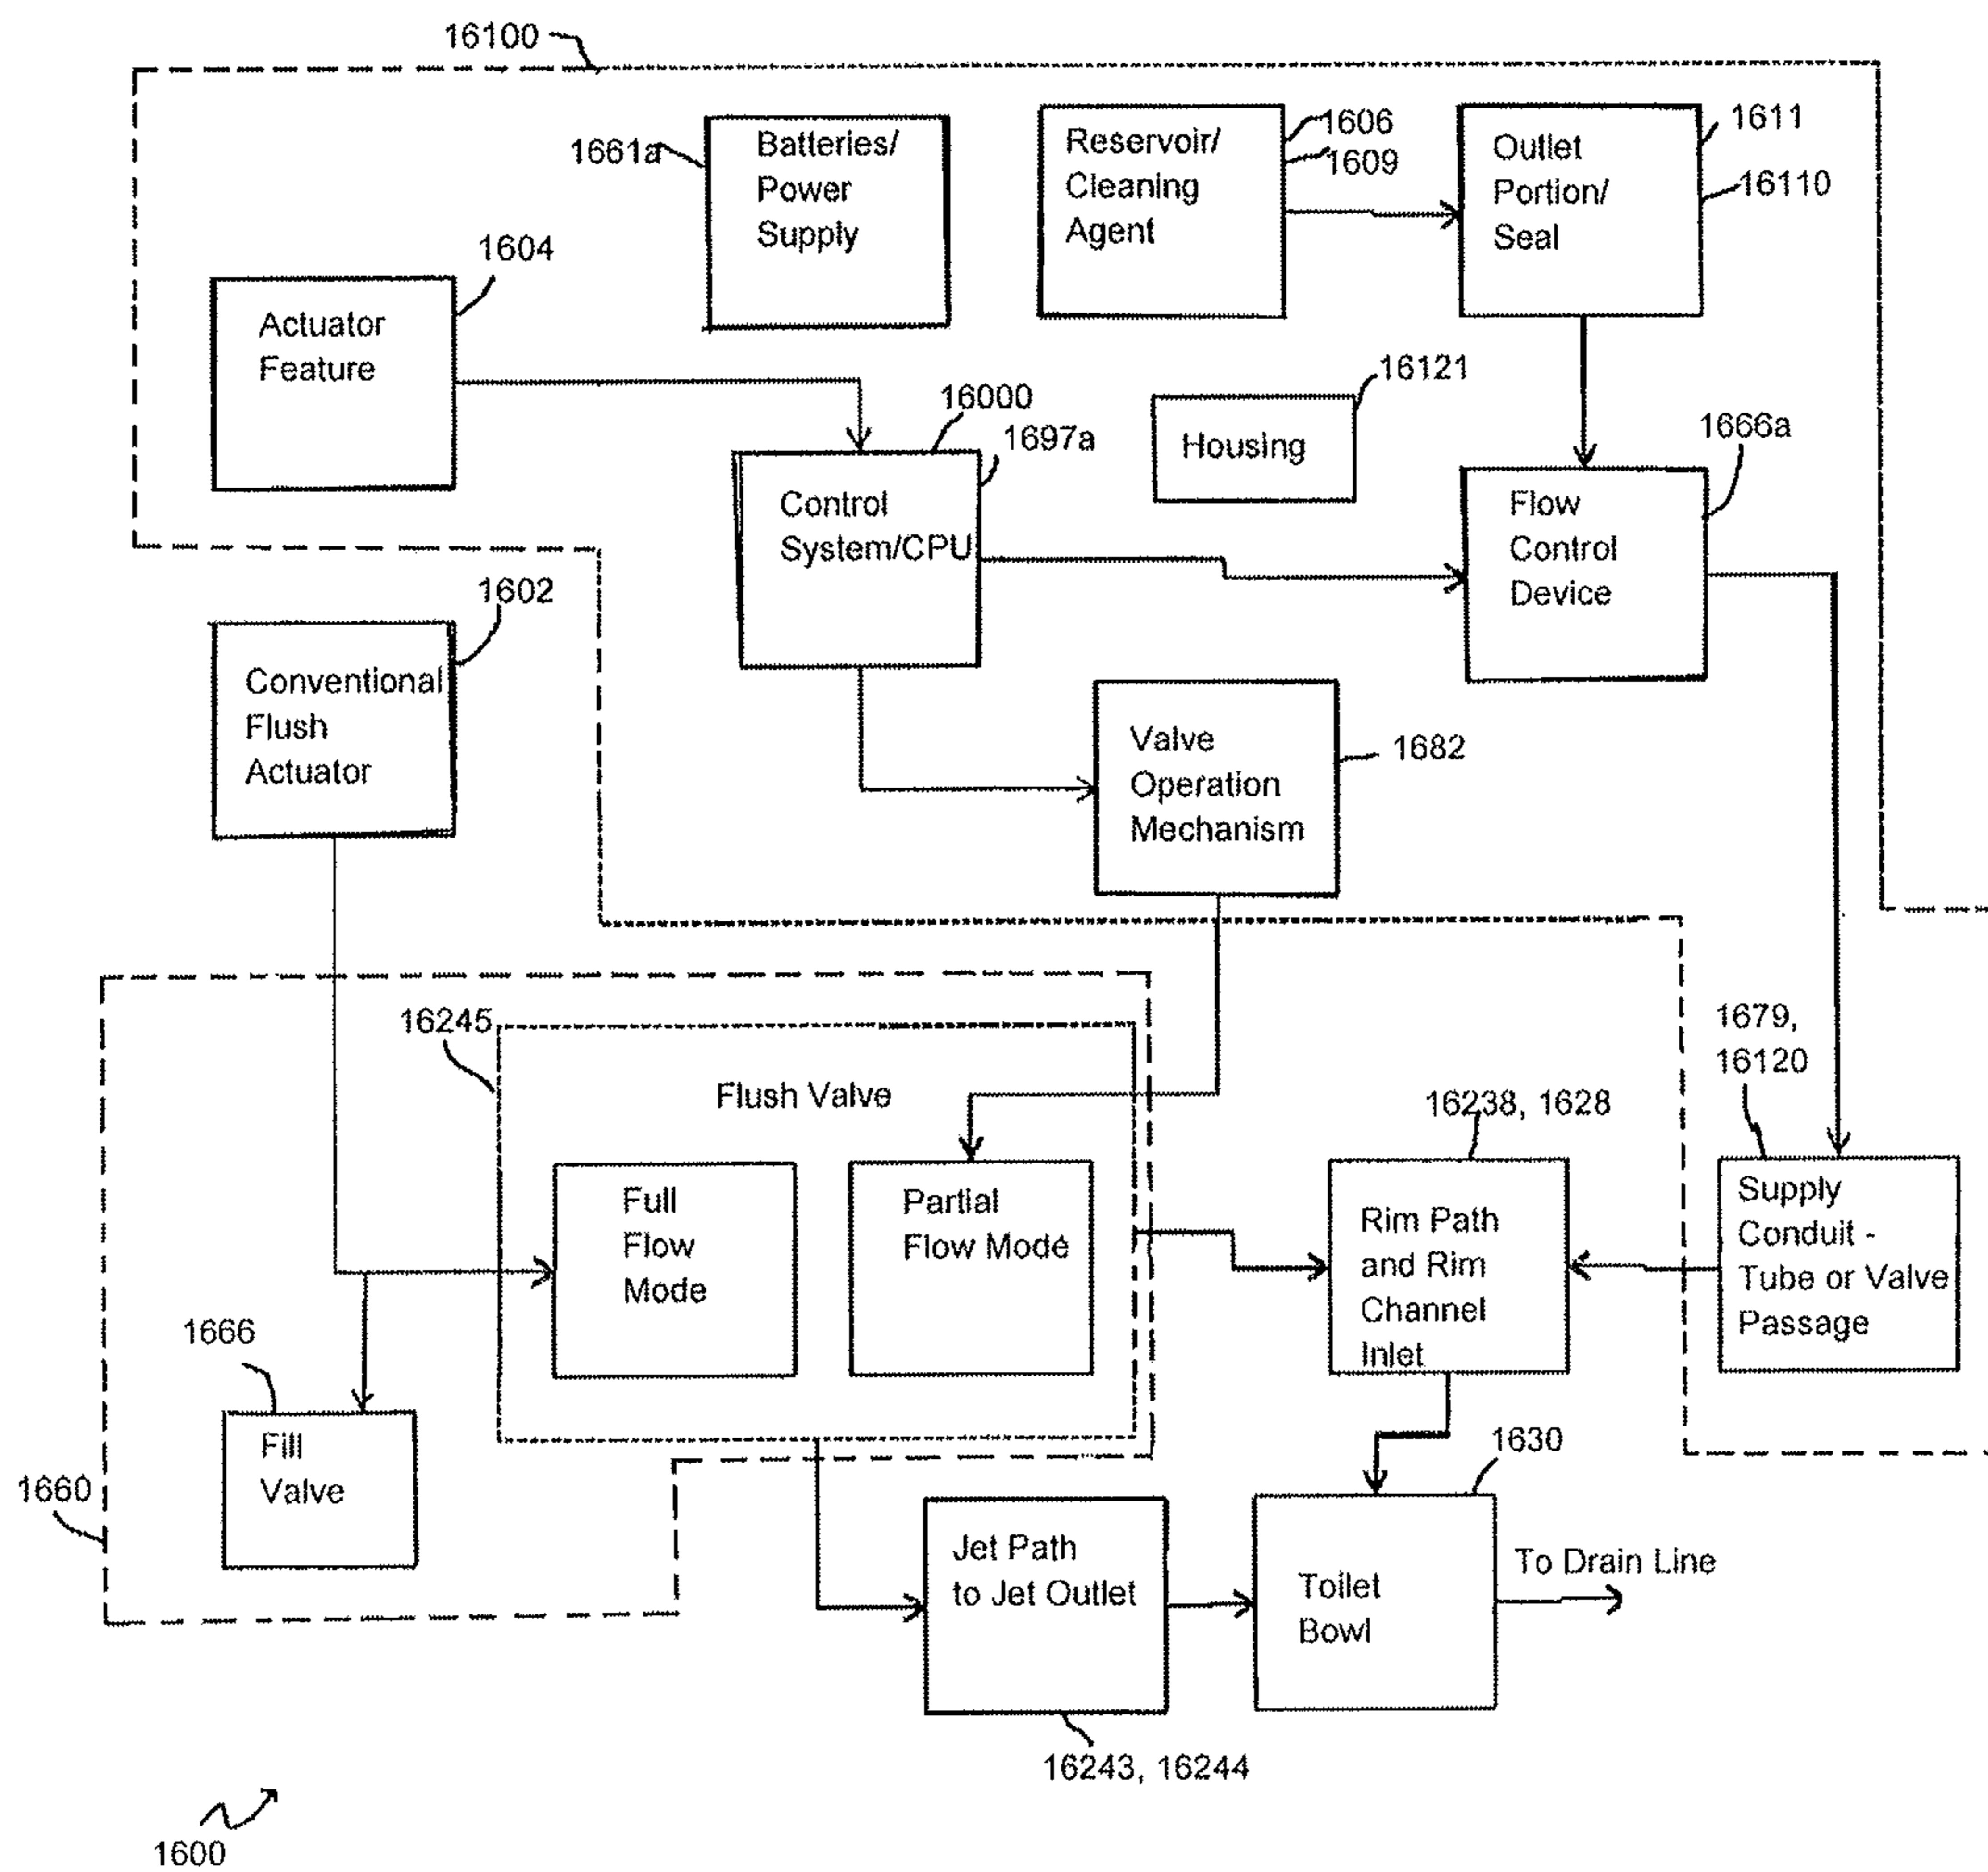 16100
1661a
Batteries/
Power
Supply
Reservoir/
Cleaning
Agent
1606
1609
Outlet
Portion/
Seal
1611
16110
1604
Actuator
Feature
16000
1697a
Control
System/CPU
16121
Housing
1666a
Flow
Control
Device
1602
Conventional
Flush
Actuator
Valve
Operation
Mechanism
1682
16245
Flush Valve
Full
Flow
Mode
Partial
Flow Mode
16238, 1628
Rim Path
and Rim
Channel
Inlet
1679,
16120
Supply
Conduit -
Tube or Valve
Passage
1666
Fill
Valve
1660
Jet Path
to Jet Outlet
16243, 16244
1630
Toilet
Bowl
To Drain Line
1600